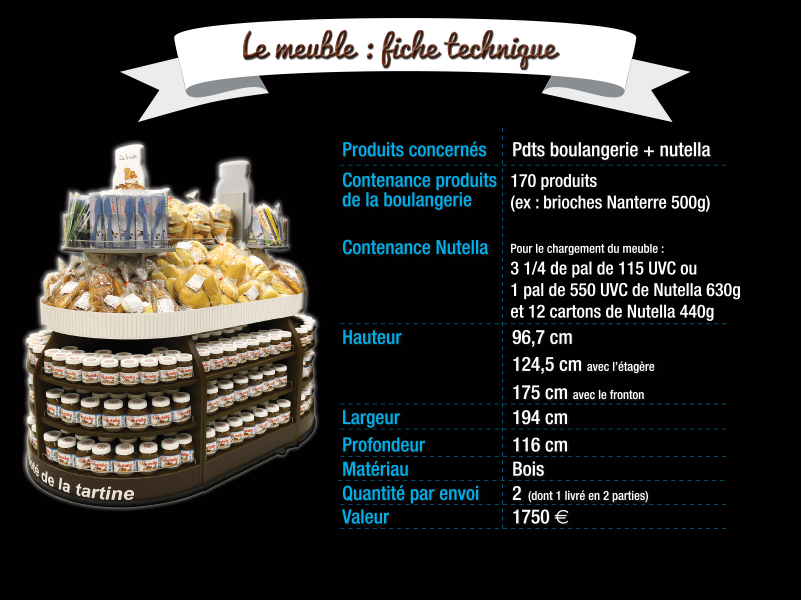 Le meuble : fiche technique
Produits concernés Pdts boulangerie + nutella
Contenance produits 170 produits
de la boulangerie (ex : brioches Nanterre 500g)
Contenance Nutella Pour le chargement du meuble :
3 1/4 de pal de 115 UVC ou
1 pal de 550 UVC de Nutella 630g
et 12 cartons de Nutella 440g
Hauteur 96,7 cm
124,5 cm avec l'étagère
175 cm avec le fronton
Largeur 194 cm
Profondeur 116 cm
Matériau Bois
Quantité par envoi 2 (dont 1 livré en 2 parties)
Valeur 1750 €
de la tartine